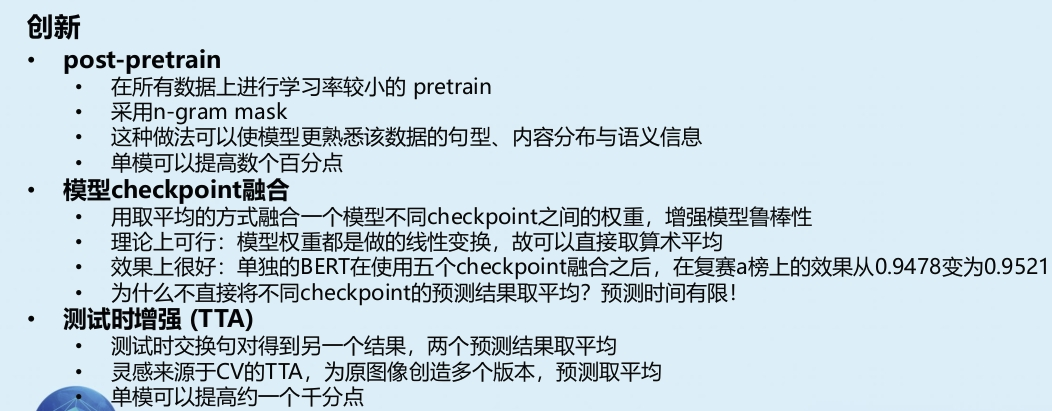 创新
• post-pretrain
• 在所有数据上进行学习率较小的 pretrain
• 采用n-gram mask
• 这种做法可以使模型更熟悉该数据的句型、内容分布与语义信息
• 单模可以提高数个百分点
• 模型checkpoint融合
• 用取平均的方式融合一个模型不同checkpoint之间的权重，增强模型鲁棒性
• 理论上可行：模型权重都是做的线性变换，故可以直接取算术平均
• 效果上很好：单独的BERT在使用五个checkpoint融合之后，在复赛a榜上的效果从0.9478变为0.9521
• 为什么不直接将不同checkpoint的预测结果取平均？预测时间有限！
• 测试时增强 (TTA)
• 测试时交换句对得到另一个结果，两个预测结果取平均
• 灵感来源于CV的TTA，为原图像创造多个版本，预测取平均
• 单模可以提高约一个千分点